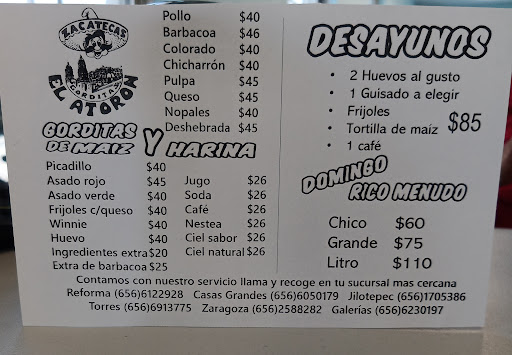 ZACATECAS
GORDITAS
EL ATORON
Pollo $40
Barbacoa $46
Colorado $40
Chicharrón $40
Pulpa $45
Queso $45
Nopales $40
Deshebrada $45
GORDITAS
DE MAIZ Y HARINA
Picadillo $40
Asado rojo $45
Asado verde $40
Frijoles c/queso $40
Winnie $40
Huevo $40
Ingredientes extra $20
Extra de barbacoa $25
Jugo $26
Soda $26
Café $26
Nestea $26
Ciel sabor $26
Ciel natural $26
DESAYUNOS
• 2 Huevos al gusto
• 1 Guisado a elegir
• Frijoles
• Tortilla de maíz
• 1 café
$85
DOMINGO
RICO MENUDO
Chico $60
Grande $75
Litro $110
Contamos con nuestro servicio llama y recoge en tu sucursal mas cercana
Reforma (656)6122928 Casas Grandes (656)6050179 Jilotepec (656)1705386
Torres (656)6913775 Zaragoza (656)2588282 Galerías (656)6230197